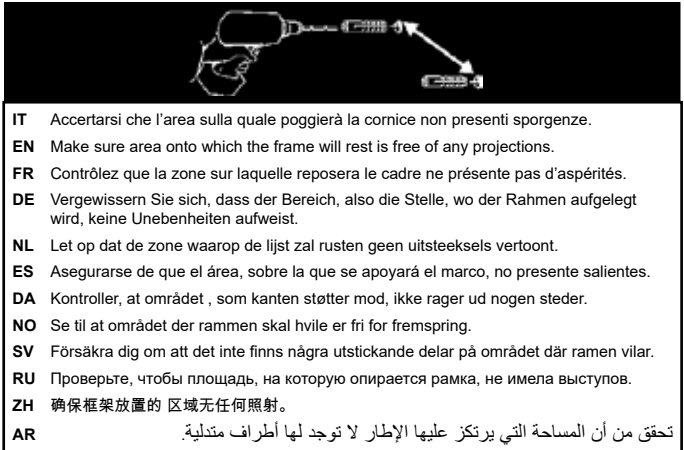 IT Accertarsi che l'area sulla quale poggierà la cornice non presenti sporgenze.
EN Make sure area onto which the frame will rest is free of any projections.
FR Contrôlez que la zone sur laquelle reposera le cadre ne présente pas d'aspérités.
DE Vergewissern Sie sich, dass der Bereich, also die Stelle, wo der Rahmen aufgelegt
wird, keine Unebenheiten aufweist.
NL Let op dat de zone waarop de lijst zal rusten geen uitsteeksels vertoont.
ES Asegurarse de que el área, sobre la que se apoyará el marco, no presente salientes.
DA Kontroller, at området , som kanten støtter mod, ikke rager ud nogen steder.
NO Se til at området der rammen skal hvile er fri for fremspring.
SV Försäkra dig om att det inte finns några utstickande delar på området där ramen vilar.
RU Проверьте, чтобы площадь, на которую опирается рамка, не имела выступов.
ZH 确保框架放置的 区域无任何照射。
AR تحقق من أن المساحة التي يرتكز عليها الإطار لا توجد لها أطراف متدلية.